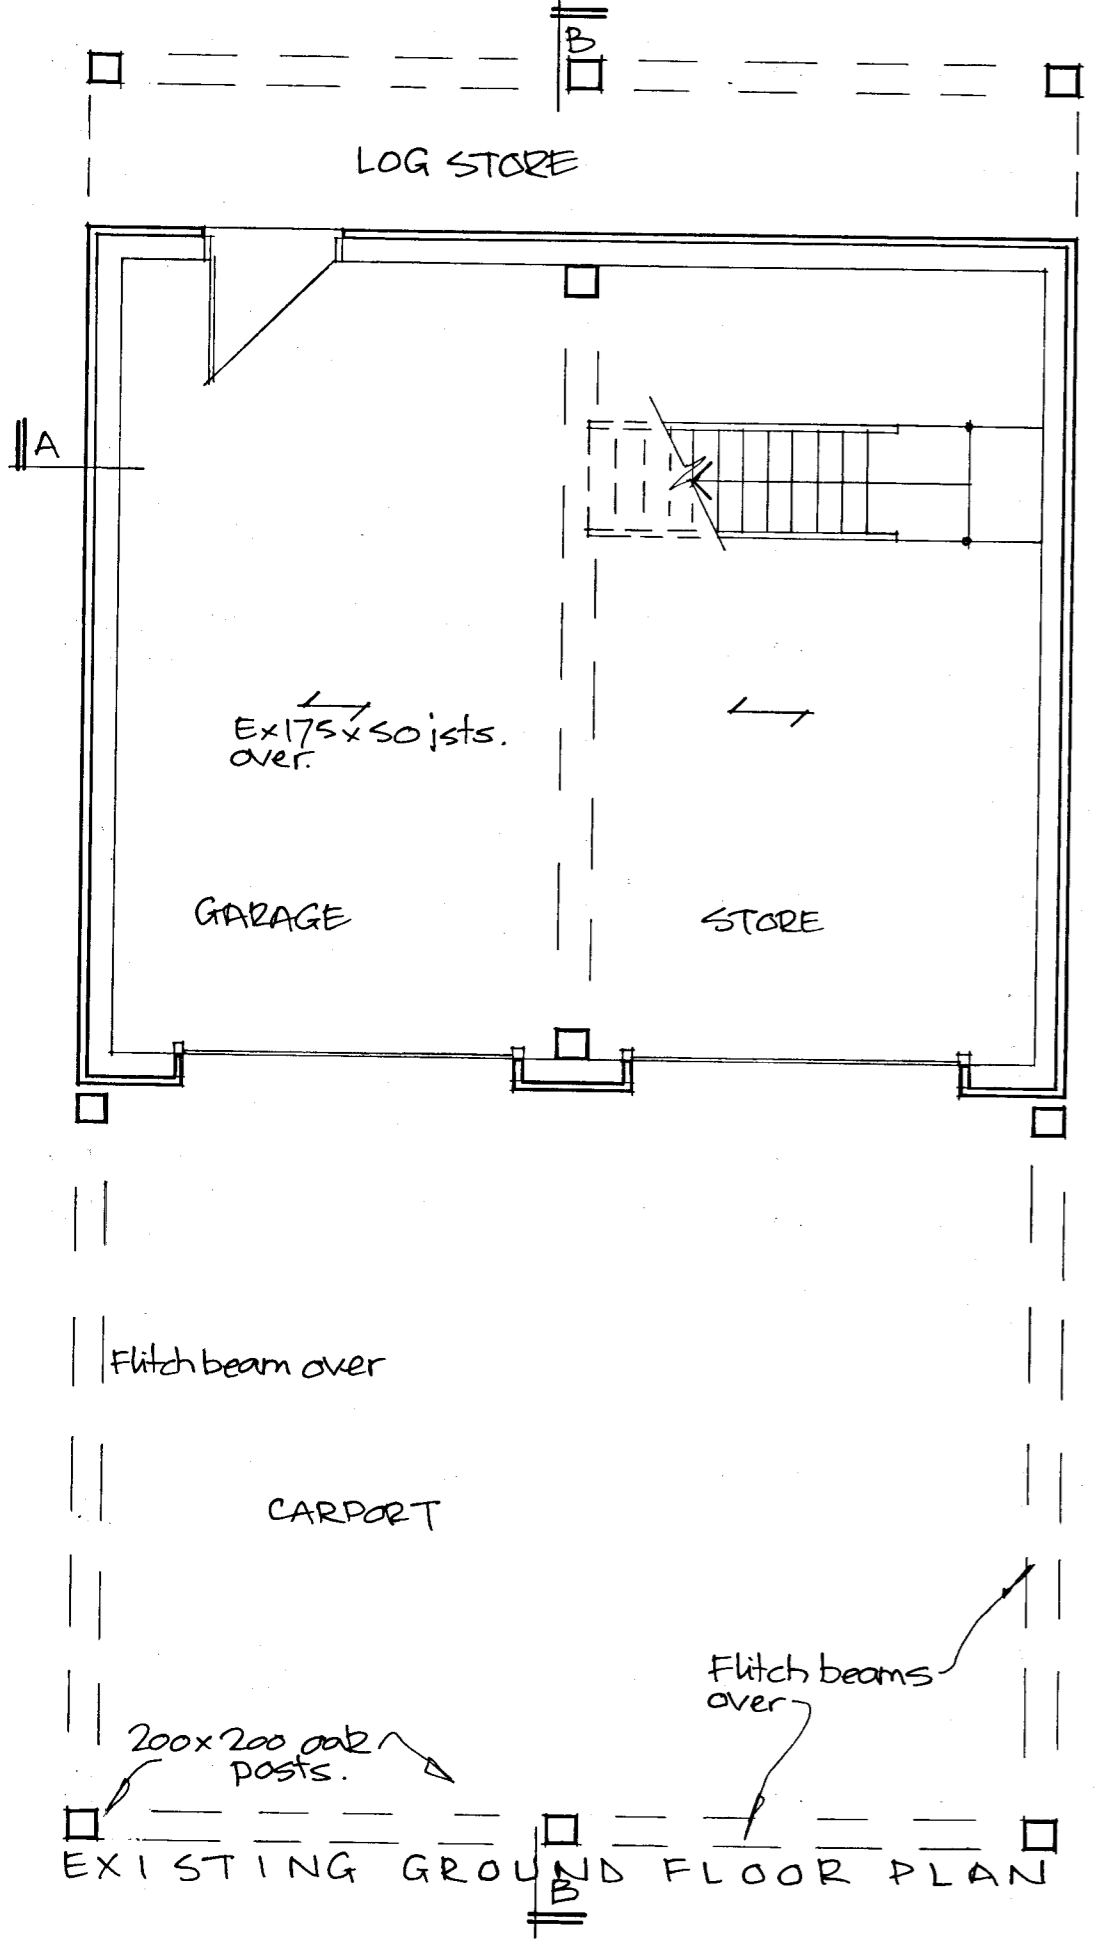 B
LOG STORE
A
Ex175x50 jsts.
over.
GARAGE
STORE
Flitch beam over
CARPORT
Flitch beams
over
200x200 oak
posts.
EXISTING GROUND FLOOR PLAN
B